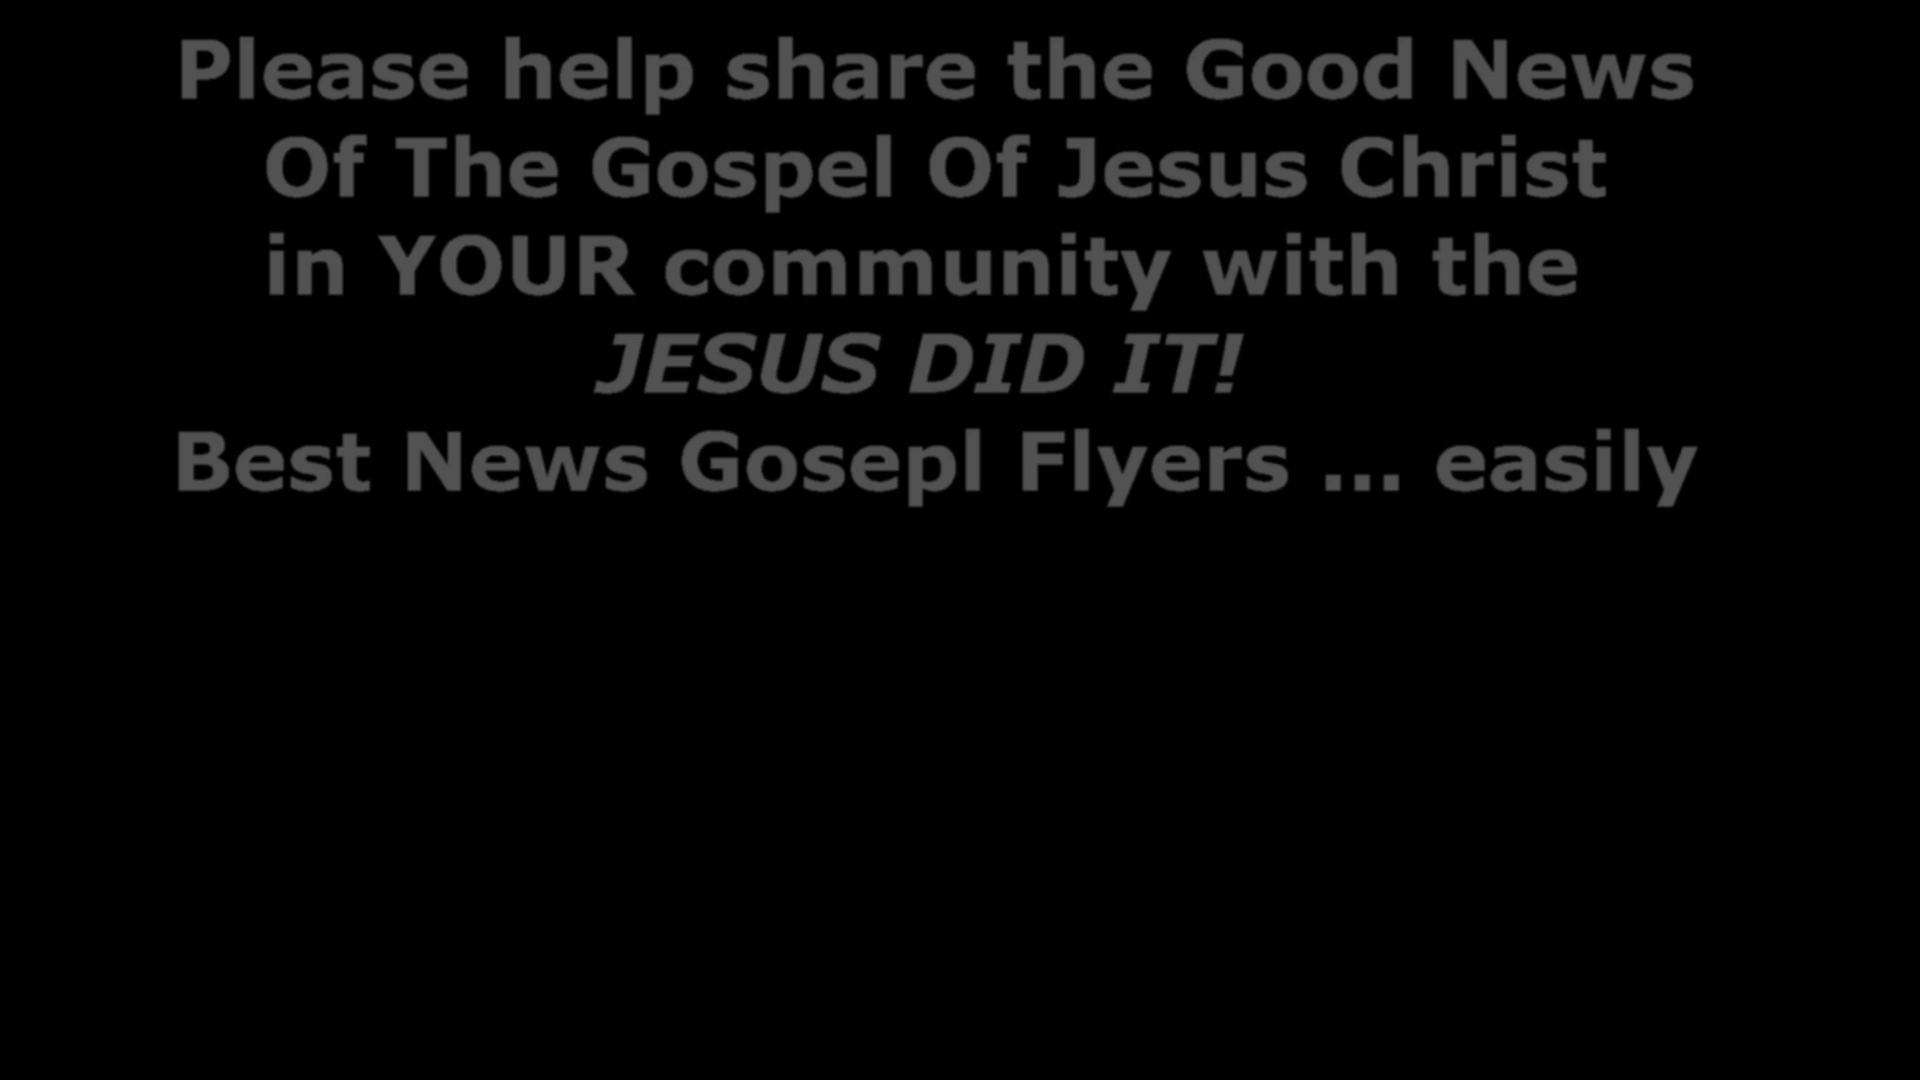 Please help share the Good News
Of The Gospel Of Jesus Christ
in YOUR community with the
JESUS DID IT!
Best News Gosepl Flyers ... easily